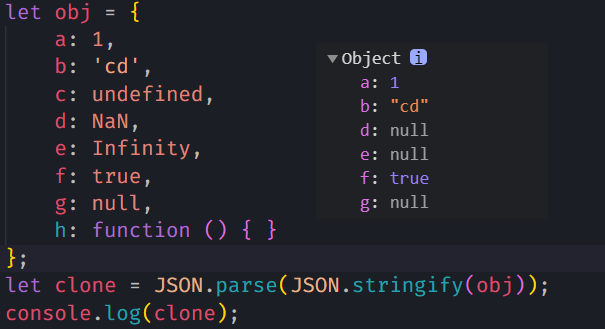 let obj = {
a: 1,
b: 'cd',
c: undefined,
d: NaN,
e: Infinity,
f: true,
g: null,
h: function () { }
};
let clone = JSON.parse(JSON.stringify(obj));
console.log(clone);
▼Object i
a: 1
b: "cd"
d: null
e: null
f: true
g: null